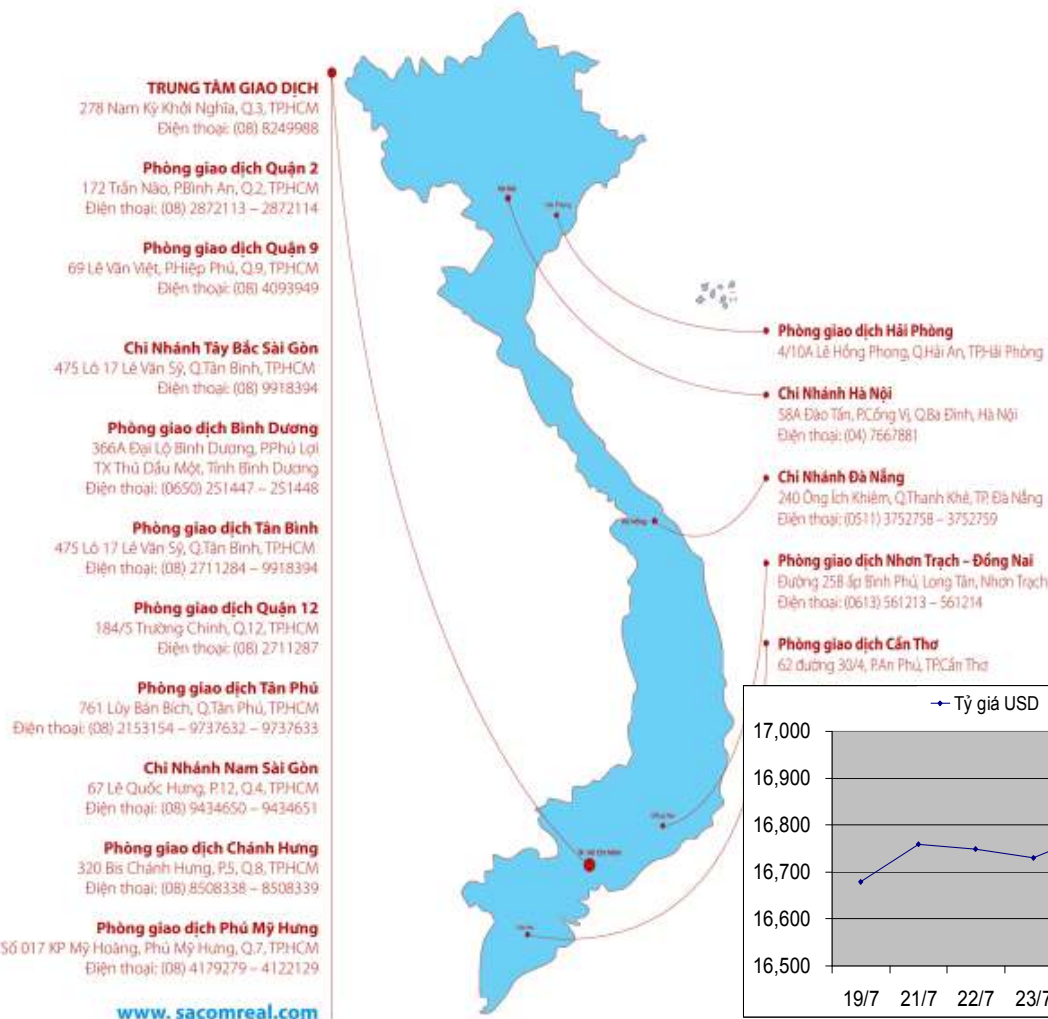 TRUNG TÂM GIAO DỊCH
278 Nam Kỳ Khởi Nghĩa, Q.3, TP.HCM
Điện thoại: (08) 8249988
Phòng giao dịch Quận 2
172 Trần Não, P.Bình An, Q.2, TP.HCM
Điện thoại: (08) 2872113 – 2872114
Phòng giao dịch Quận 9
69 Lê Văn Việt, P.Hiệp Phú, Q.9, TP.HCM
Điện thoại: (08) 4093949
Chi Nhánh Tây Bắc Sài Gòn
475 Lô 17 Lê Văn Sỹ, Q.Tân Bình, TP.HCM
Điện thoại: (08) 9918394
Phòng giao dịch Bình Dương
366A Đại Lộ Bình Dương, P.Phú Lợi
TX Thủ Dầu Một, Tỉnh Bình Dương
Điện thoại: (0650) 251447 – 251448
Phòng giao dịch Tân Bình
475 Lô 17 Lê Văn Sỹ, Q.Tân Bình, TP.HCM
Điện thoại: (08) 2711284 – 9918394
Phòng giao dịch Quận 12
184/5 Trường Chinh, Q.12, TP.HCM
Điện thoại: (08) 2711287
Phòng giao dịch Tân Phú
761 Lũy Bán Bích, Q.Tân Phú, TP.HCM
Điện thoại: (08) 2153154 – 9737632 – 9737633
Chi Nhánh Nam Sài Gòn
67 Lê Quốc Hưng, P.12, Q.4, TP.HCM
Điện thoại: (08) 9434650 – 9434651
Phòng giao dịch Chánh Hưng
320 Bis Chánh Hưng, P.5, Q.8, TP.HCM
Điện thoại: (08) 8508338 – 8508339
Phòng giao dịch Phú Mỹ Hưng
Số 017 KP Mỹ Hoàng, Phú Mỹ Hưng, Q.7, TP.HCM
Điện thoại: (08) 4179279 – 4122129
www. sacomreal.com
Hà Nội
Hải Phòng
Đà Nẵng
Đồng Nai
TP. Hồ Chí Minh
Cần Thơ
Phòng giao dịch Hải Phòng
4/10A Lê Hồng Phong, Q.Hải An, TP.Hải Phòng
Chi Nhánh Hà Nội
58A Đào Tấn, P.Cống Vị, Q.Ba Đình, Hà Nội
Điện thoại: (04) 7667881
Chi Nhánh Đà Nẵng
240 Ông Ích Khiêm, Q.Thanh Khê, TP. Đà Nẵng
Điện thoại: (0511) 3752758 – 3752759
Phòng giao dịch Nhơn Trạch – Đồng Nai
Đường 25B ấp Bình Phú, Long Tân, Nhơn Trạch
Điện thoại: (0613) 561213 – 561214
Phòng giao dịch Cần Thơ
62 đường 30/4, P.An Phú, TP.Cần Thơ
Tỷ giá USD
17,000
16,900
16,800
16,700
16,600
16,500
19/7 21/7 22/7 23/7